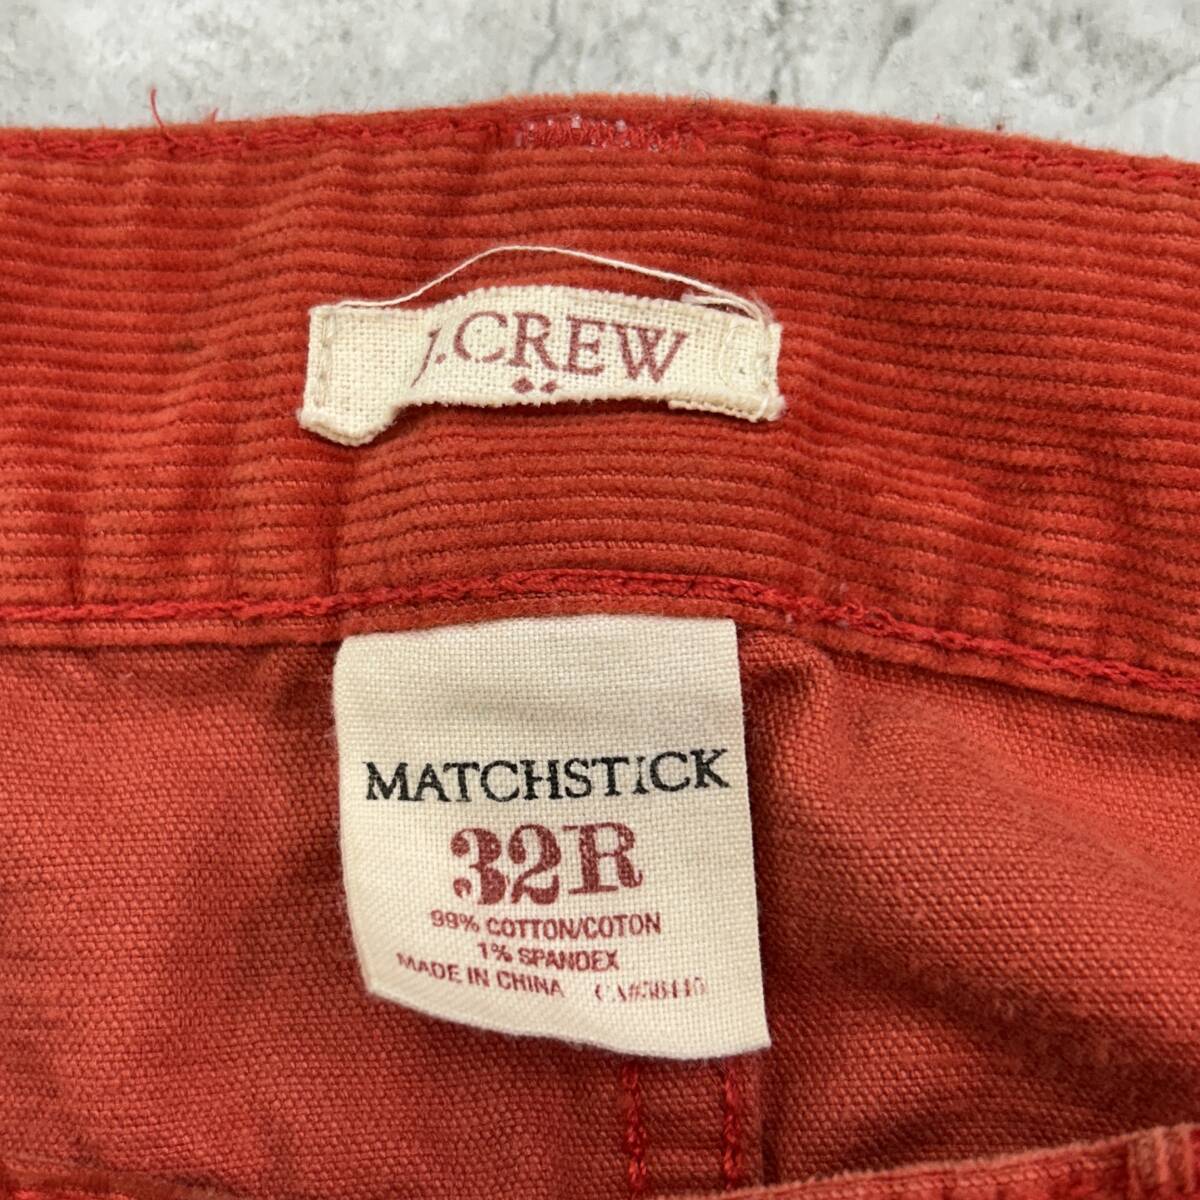 J.CREW
MATCHSTICK
32R
99% COTTON/COTON
1% SPANDEX
MADE IN CHINA